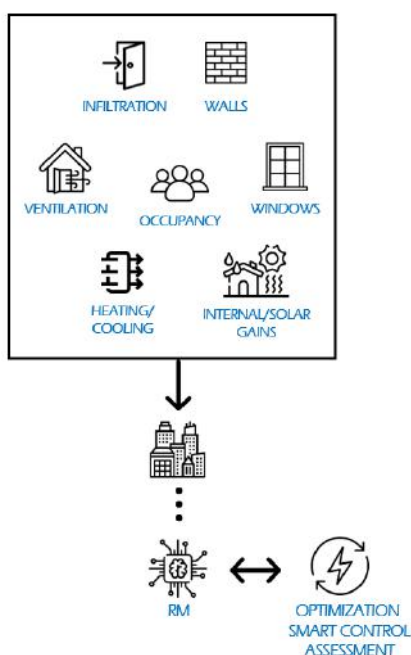 INFILTRATION
WALLS
VENTILATION
OCCUPANCY
WINDOWS
HEATING/
COOLING
INTERNAL/SOLAR
GAINS
RM
OPTIMIZATION
SMART CONTROL
ASSESSMENT